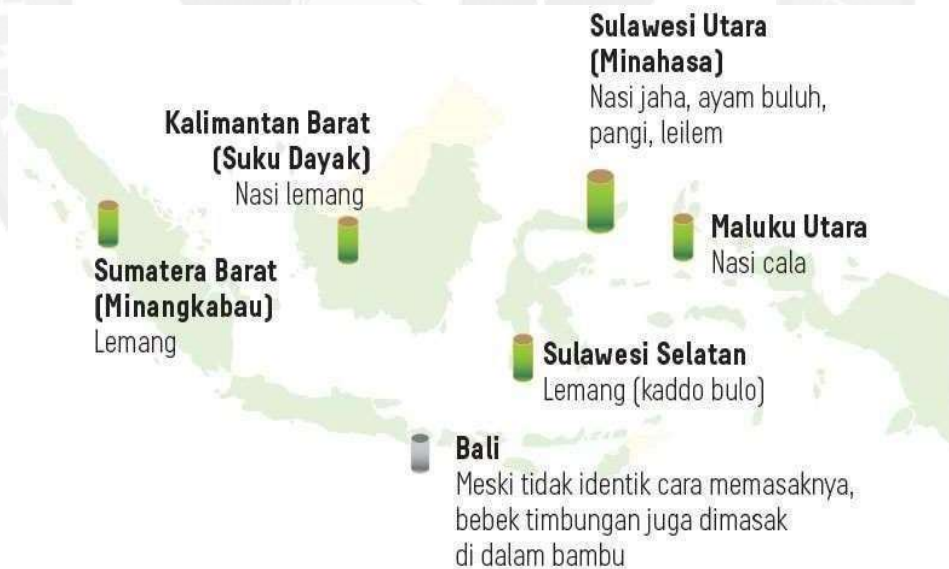 Sulawesi Utara
(Minahasa)
Nasi jaha, ayam buluh,
pangi, leilem
Kalimantan Barat
(Suku Dayak)
Nasi lemang
Maluku Utara
Nasi cala
Sumatera Barat
(Minangkabau)
Lemang
Sulawesi Selatan
Lemang (kaddo bulo)
Bali
Meski tidak identik cara memasaknya,
bebek timbungan juga dimasak
di dalam bambu